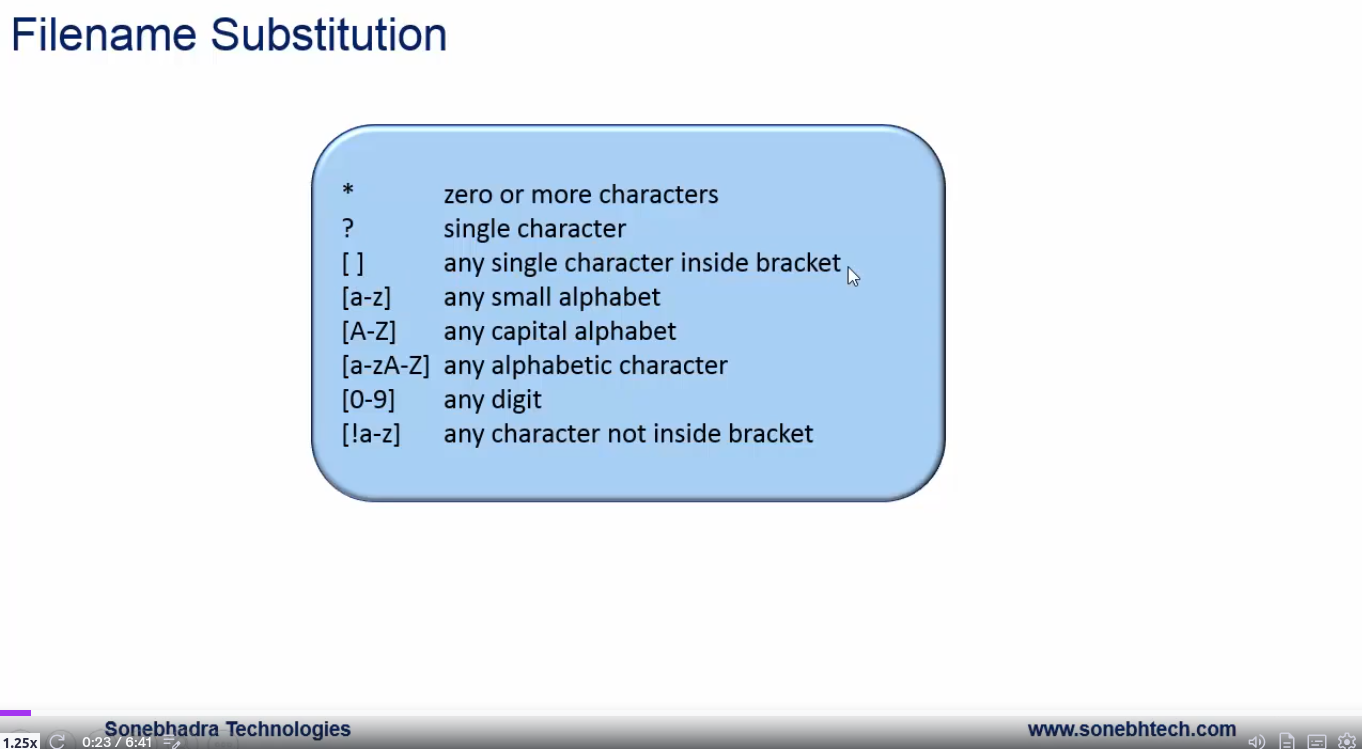 Filename Substitution
* zero or more characters
? single character
[ ] any single character inside bracket
[a-z] any small alphabet
[A-Z] any capital alphabet
[a-zA-Z] any alphabetic character
[0-9] any digit
[!a-z] any character not inside bracket
Sonebhadra Technologies www.sonebhtech.com
1.25x 0:23 / 6:41